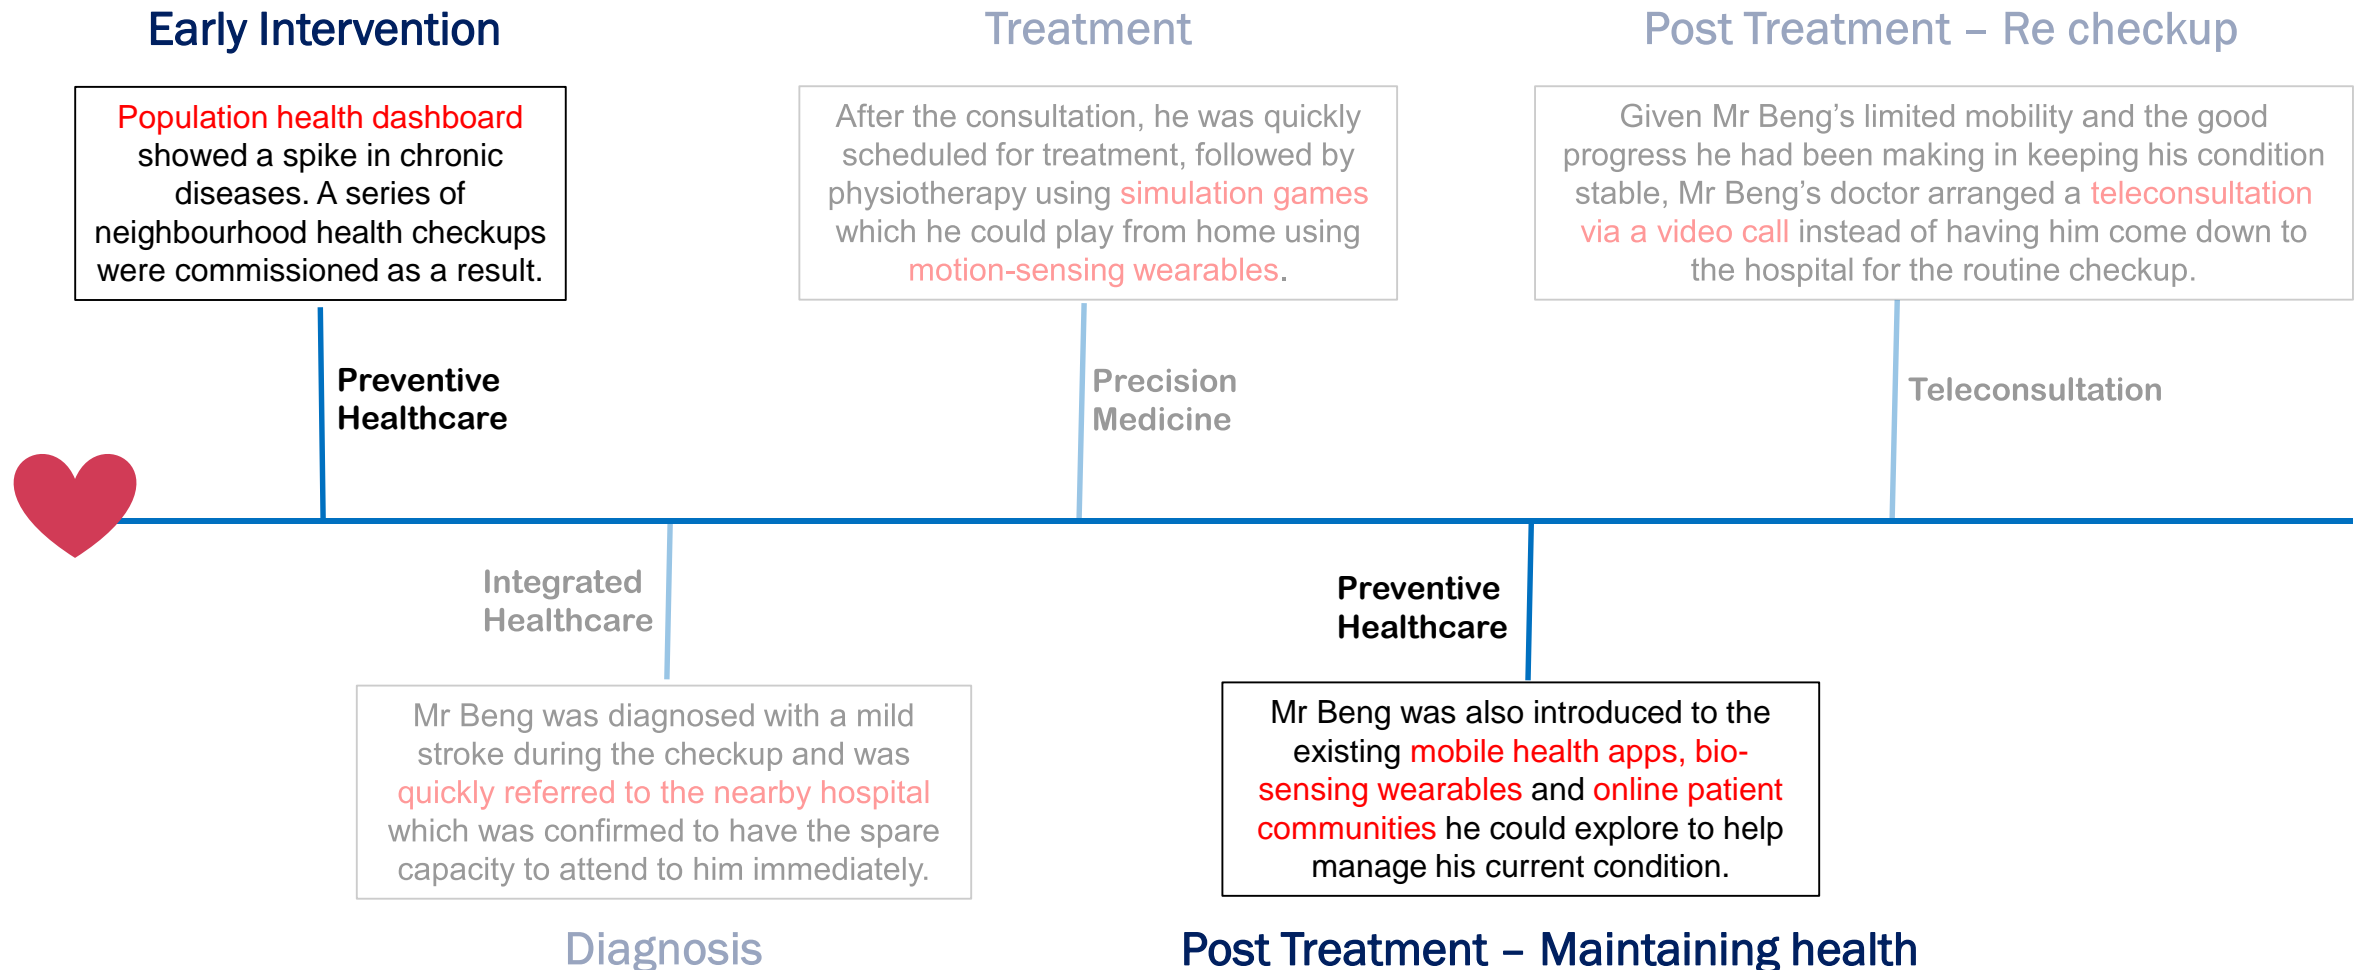 Early Intervention
Population health dashboard
showed a spike in chronic
diseases. A series of
neighbourhood health checkups
were commissioned as a result.
Preventive
Healthcare
Treatment
After the consultation, he was quickly
scheduled for treatment, followed by
physiotherapy using simulation games
which he could play from home using
motion-sensing wearables.
Precision
Medicine
Post Treatment – Re checkup
Given Mr Beng’s limited mobility and the good
progress he had been making in keeping his condition
stable, Mr Beng’s doctor arranged a teleconsultation
via a video call instead of having him come down to
the hospital for the routine checkup.
Teleconsultation
Integrated
Healthcare
Mr Beng was diagnosed with a mild
stroke during the checkup and was
quickly referred to the nearby hospital
which was confirmed to have the spare
capacity to attend to him immediately.
Diagnosis
Preventive
Healthcare
Mr Beng was also introduced to the
existing mobile health apps, bio-
sensing wearables and online patient
communities he could explore to help
manage his current condition.
Post Treatment – Maintaining health